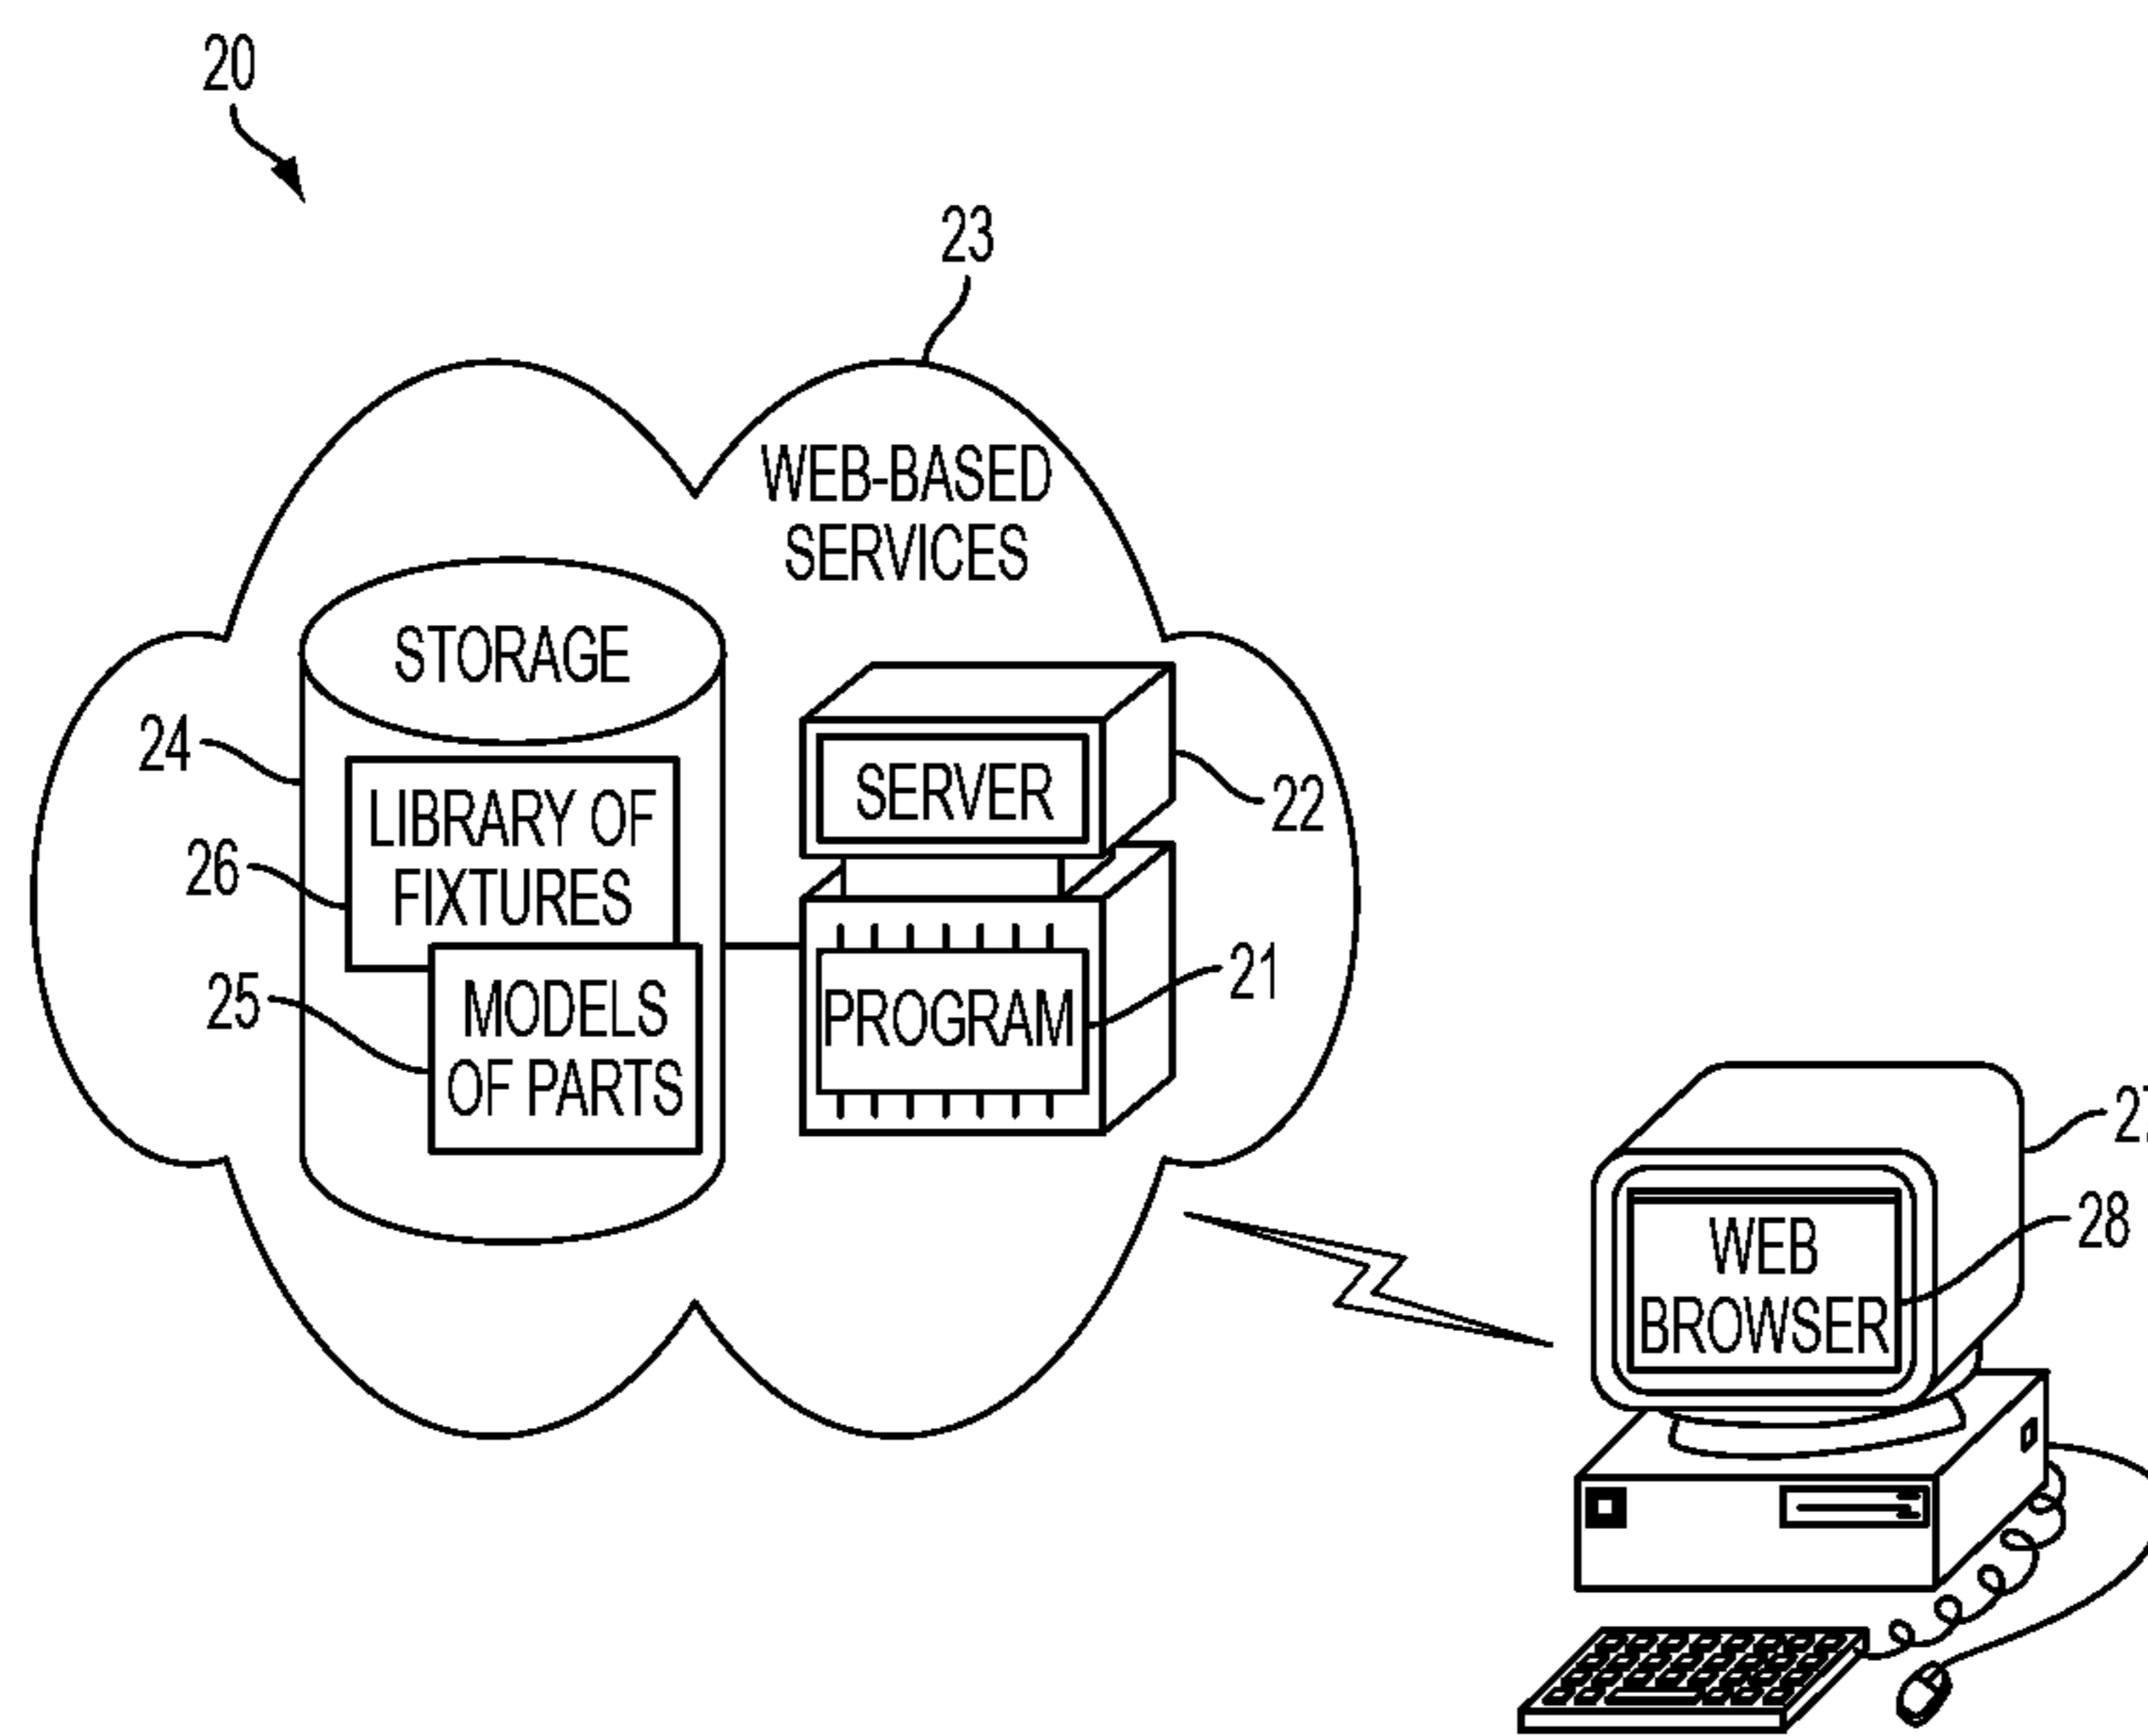 20
23
WEB-BASED
SERVICES
STORAGE
24
SERVER
22
LIBRARY OF
FIXTURES
26
21
25
MODELS
OF PARTS
PROGRAM
27
28
WEB
BROWSER